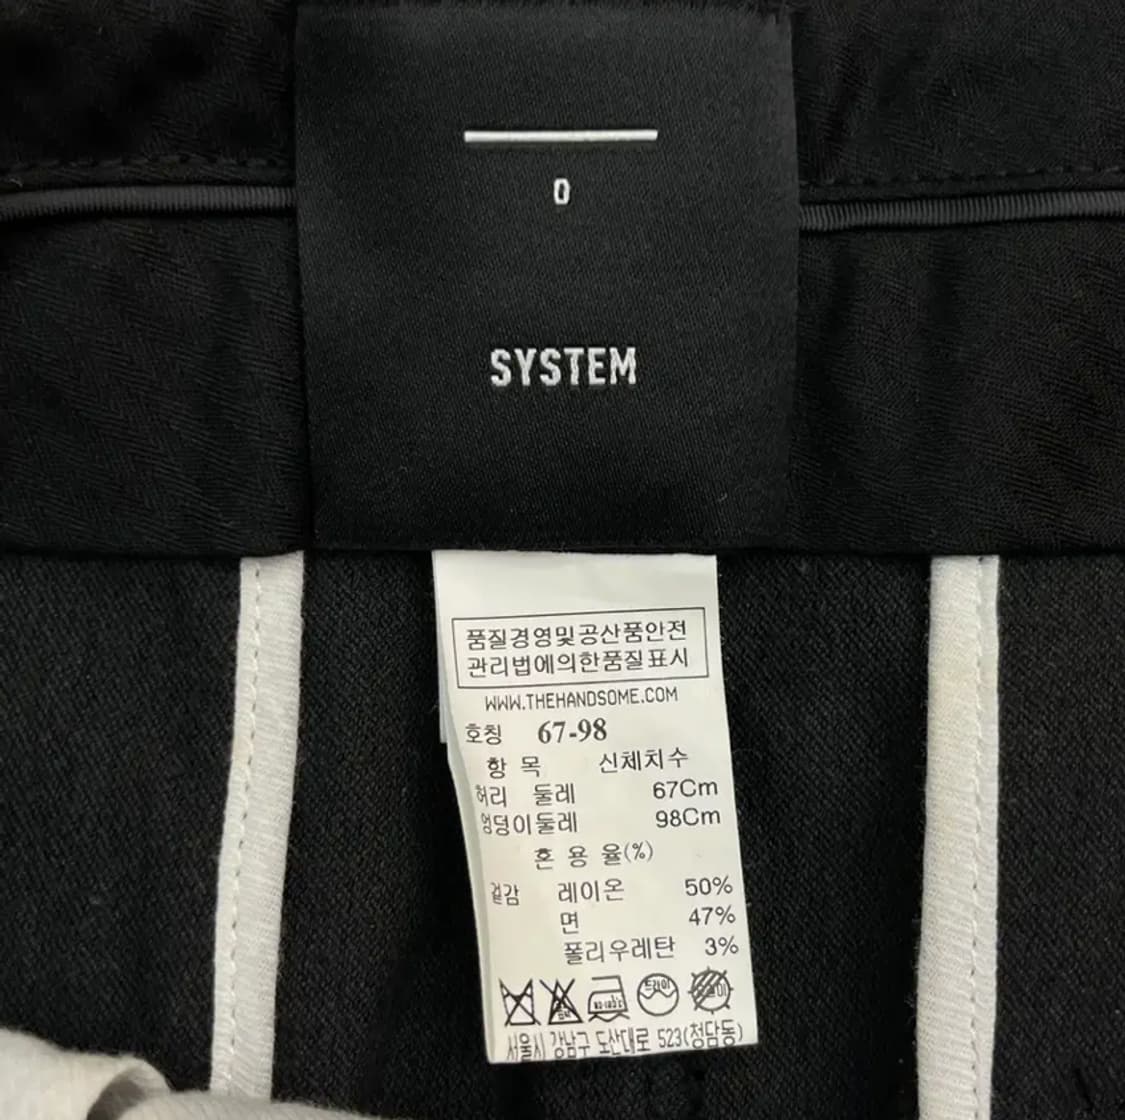 0
SYSTEM
품질경영및공산품안전
관리법에의한품질표시
WWW.THEHANDSOME.COM
호칭 67-98
항 목 신체치수
허리 둘레 67Cm
엉덩이둘레 98Cm
혼 용 율(%)
겉감 레이온 50%
면 47%
폴리우레탄 3%
드라이
서울시 강남구 도산대로 523(청담동)